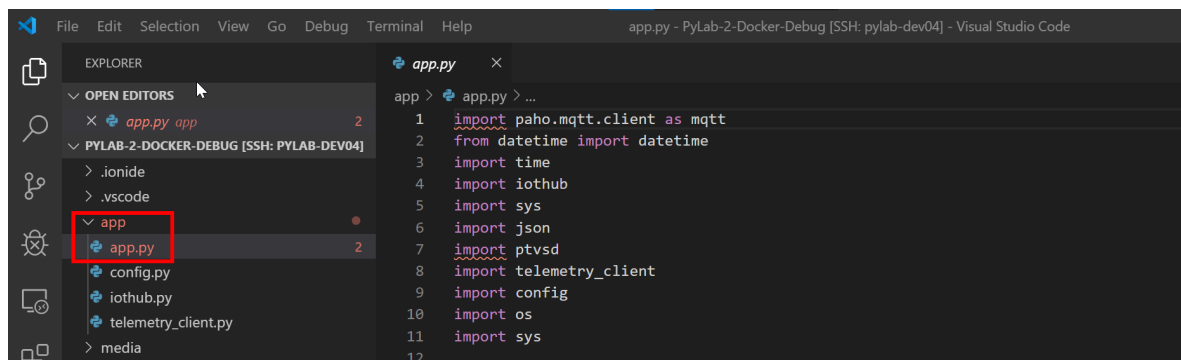 File Edit Selection View Go Debug Terminal Help app.py - PyLab-2-Docker-Debug [SSH: pylab-dev04] - Visual Studio Code
EXPLORER
OPEN EDITORS
app.py app 2
PYLAB-2-DOCKER-DEBUG [SSH: PYLAB-DEV04]
.ionide
.vscode
app
app.py 2
config.py
iothub.py
telemetry_client.py
media
app.py
app > app.py > ...
1 import paho.mqtt.client as mqtt
2 from datetime import datetime
3 import time
4 import iothub
5 import sys
6 import json
7 import ptvsd
8 import telemetry_client
9 import config
10 import os
11 import sys
12